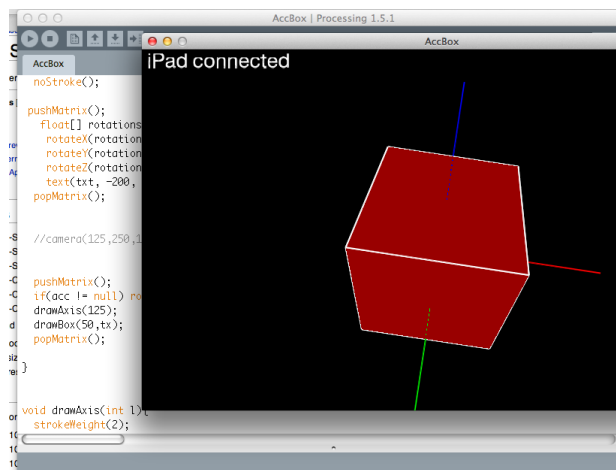 AccBox | Processing 1.5.1
AccBox
AccBox
iPad connected
noStroke();
pushMatrix();
float[] rotations
rotateX(rotation
rotateY(rotation
rotateZ(rotation
text(txt, -200,
popMatrix();
//camera(125,250,1
pushMatrix();
if(acc != null) ro
drawAxis(125);
drawBox(50,tx);
popMatrix();
}
void drawAxis(int l){
strokeWeight(2);